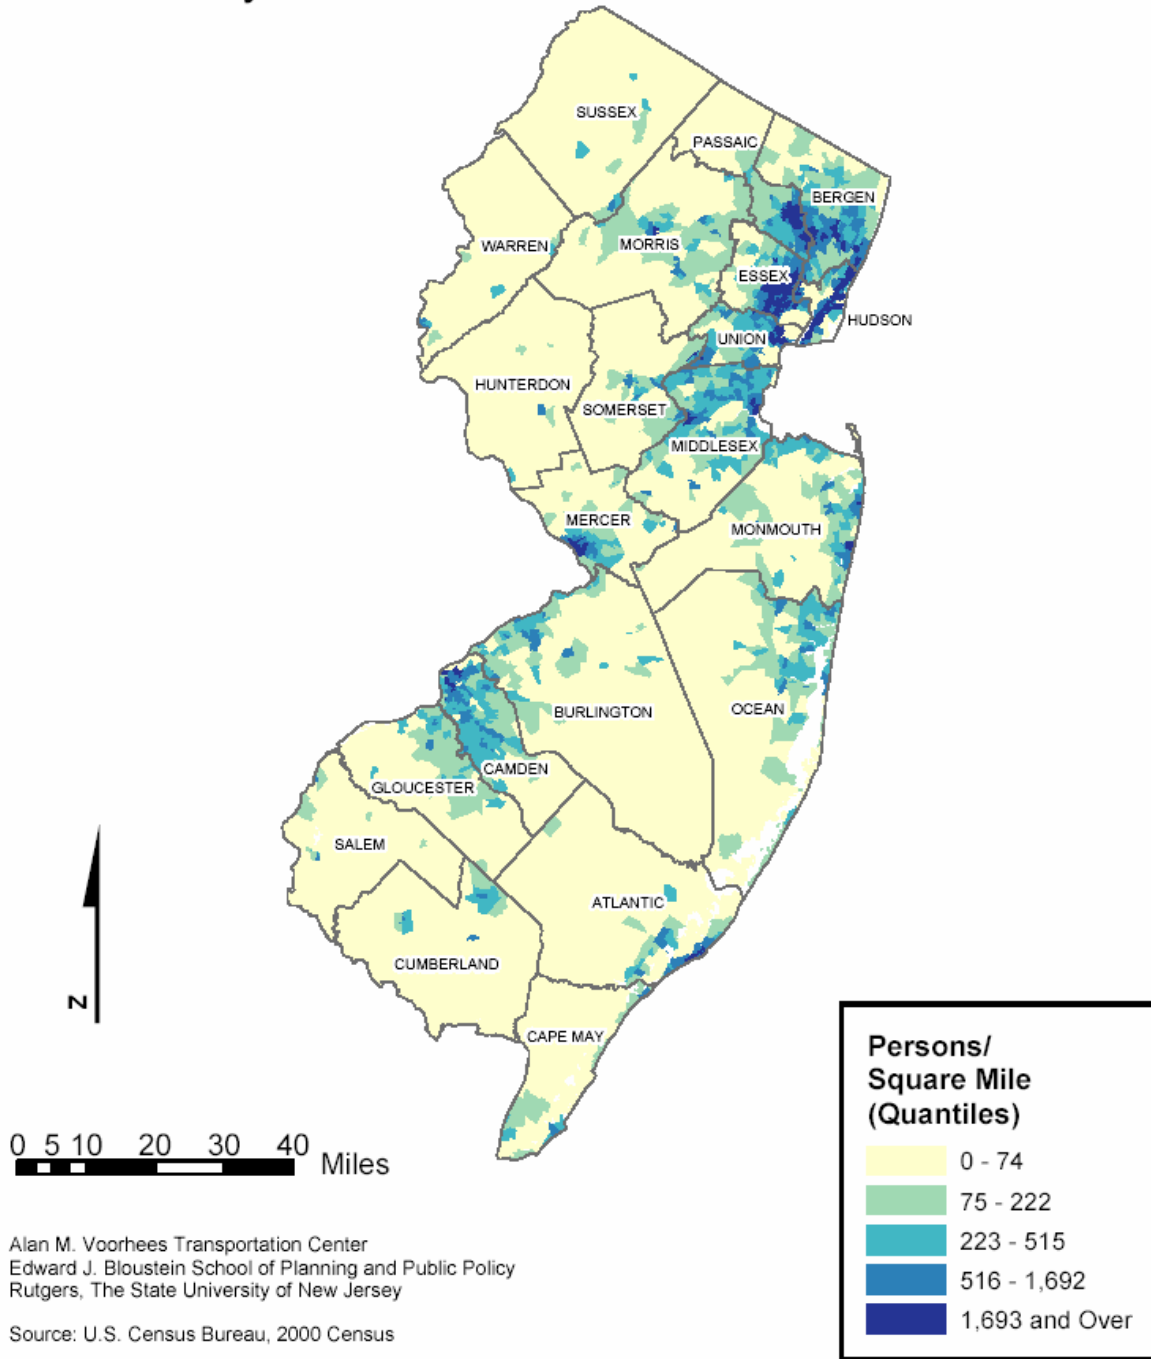 SUSSEX
PASSAIC
BERGEN
WARREN
MORRIS
ESSEX
HUDSON
UNION
HUNTERDON
SOMERSET
MIDDLESEX
MERCER
MONMOUTH
BURLINGTON
OCEAN
CAMDEN
GLOUCESTER
SALEM
ATLANTIC
CUMBERLAND
CAPE MAY
N
0 5 10 20 30 40
Miles
Persons/
Square Mile
(Quantiles)
0 - 74
75 - 222
223 - 515
516 - 1,692
1,693 and Over
Alan M. Voorhees Transportation Center
Edward J. Bloustein School of Planning and Public Policy
Rutgers, The State University of New Jersey
Source: U.S. Census Bureau, 2000 Census